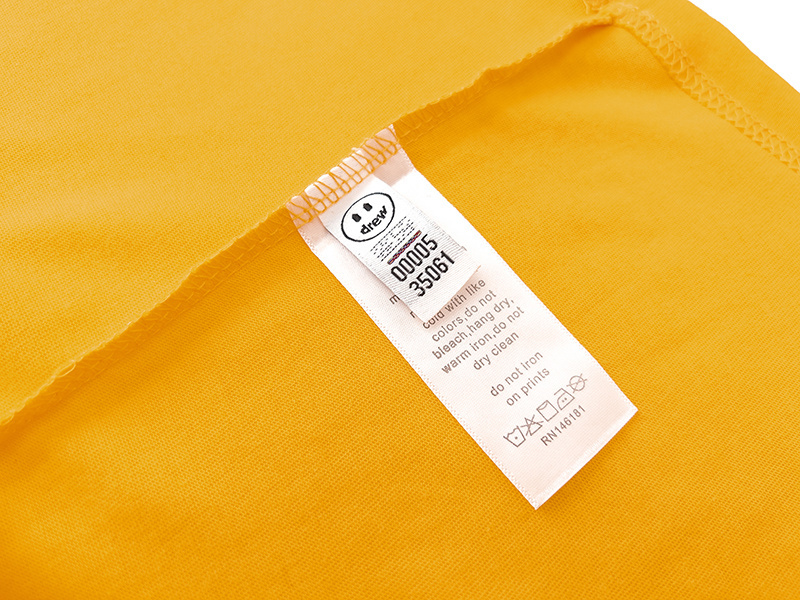 drew
00005
35061
cold with like
colors,do not
bleach,hang dry,
warm iron,do not
dry clean
do not iron
on prints
RN146181